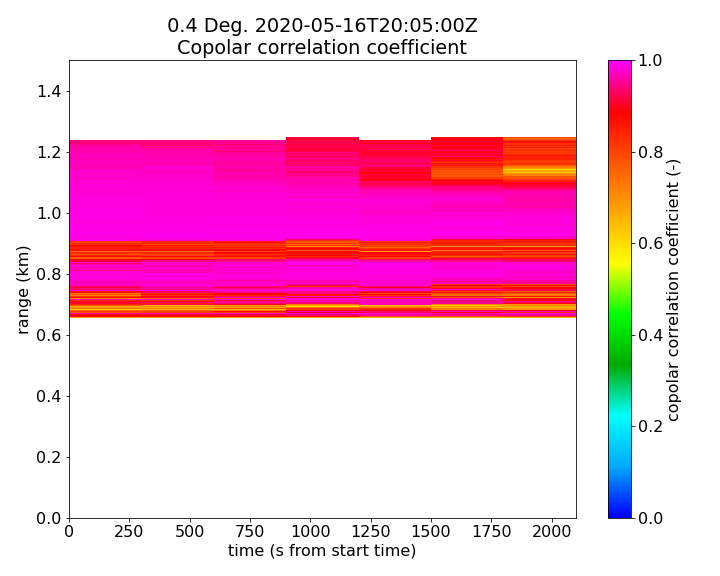 0.4 Deg. 2020-05-16T20:05:00Z
Copolar correlation coefficient
1.4
1.2
1.0
0.8
0.6
0.4
0.2
0.0
range (km)
0 250 500 750 1000 1250 1500 1750 2000
time (s from start time)
1.0
0.8
0.6
0.4
0.2
0.0
copolar correlation coefficient (-)